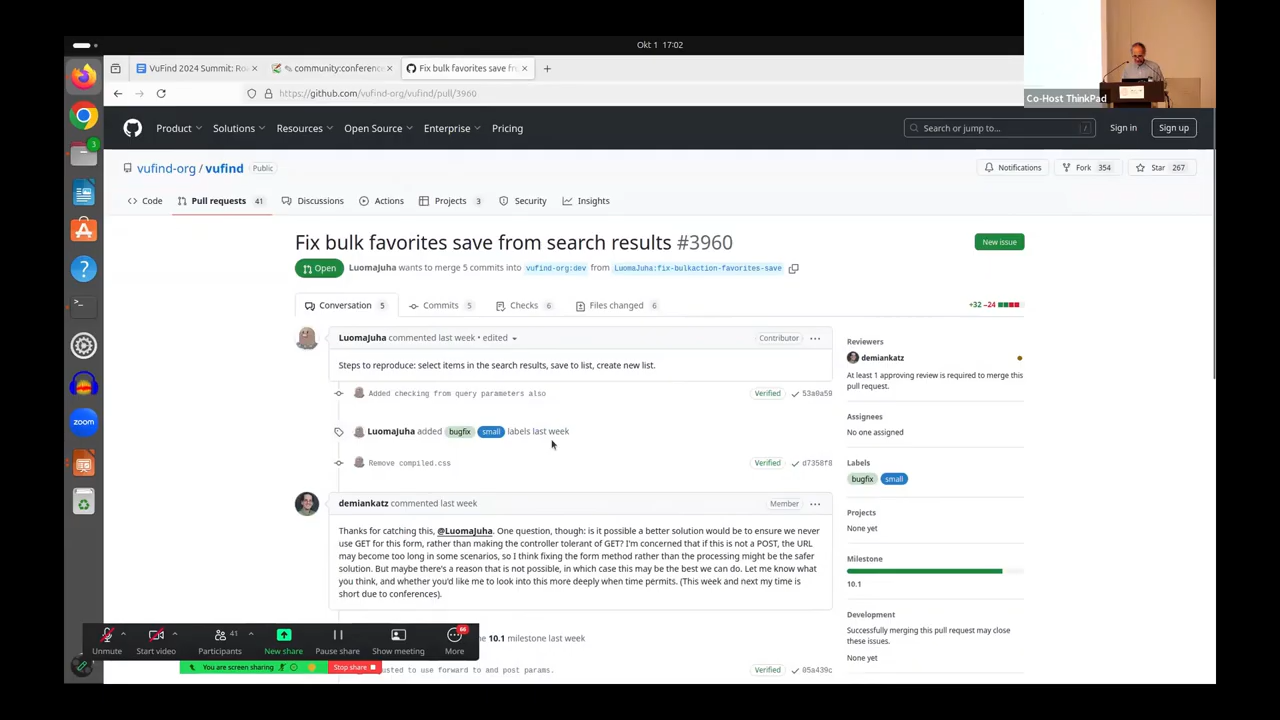 Okt 1 17:02
VuFind 2024 Summit: Ro
community:conferenc
Fix bulk favorites save fr
https://github.com/vufind-org/vufind/pull/3960
Co-Host ThinkPad
Product
Solutions
Resources
Open Source
Enterprise
Pricing
Search or jump to...
/
Sign in
Sign up
vufind-org / vufind
Public
Notifications
Fork 354
Star 267
Code
Pull requests 41
Discussions
Actions
Projects 3
Security
Insights
Fix bulk favorites save from search results #3960
New issue
Open
LuomaJuha wants to merge 5 commits into vufind-org:dev from LuomaJuha:fix-bulkaction-favorites-save
Conversation 5
Commits 5
Checks 6
Files changed 6
+32 −24
LuomaJuha commented last week • edited
Contributor
Steps to reproduce: select items in the search results, save to list, create new list.
Added checking from query parameters also
Verified
53a0a59
LuomaJuha added bugfix small labels last week
Remove compiled.css
Verified
d7358f8
demiankatz commented last week
Member
Thanks for catching this, @LuomaJuha. One question, though: is it possible a better solution would be to ensure we never
use GET for this form, rather than making the controller tolerant of GET? I'm concerned that if this is not a POST, the URL
may become too long in some scenarios, so I think fixing the form method rather than the processing might be the safer
solution. But maybe there's a reason that is not possible, in which case this may be the best we can do. Let me know what
you think, and whether you'd like me to look into this more deeply when time permits. (This week and next my time is
short due to conferences).
e 10.1 milestone last week
usted to use forward to and post params.
Verified
05a439c
Reviewers
demiankatz
At least 1 approving review is required to merge this
pull request.
Assignees
No one assigned
Labels
bugfix
small
Projects
None yet
Milestone
10.1
Development
Successfully merging this pull request may close
these issues.
None yet
3
zoom
Unmute
Start video
41
Participants
New share
Pause share
Show meeting
More
You are screen sharing
Stop share